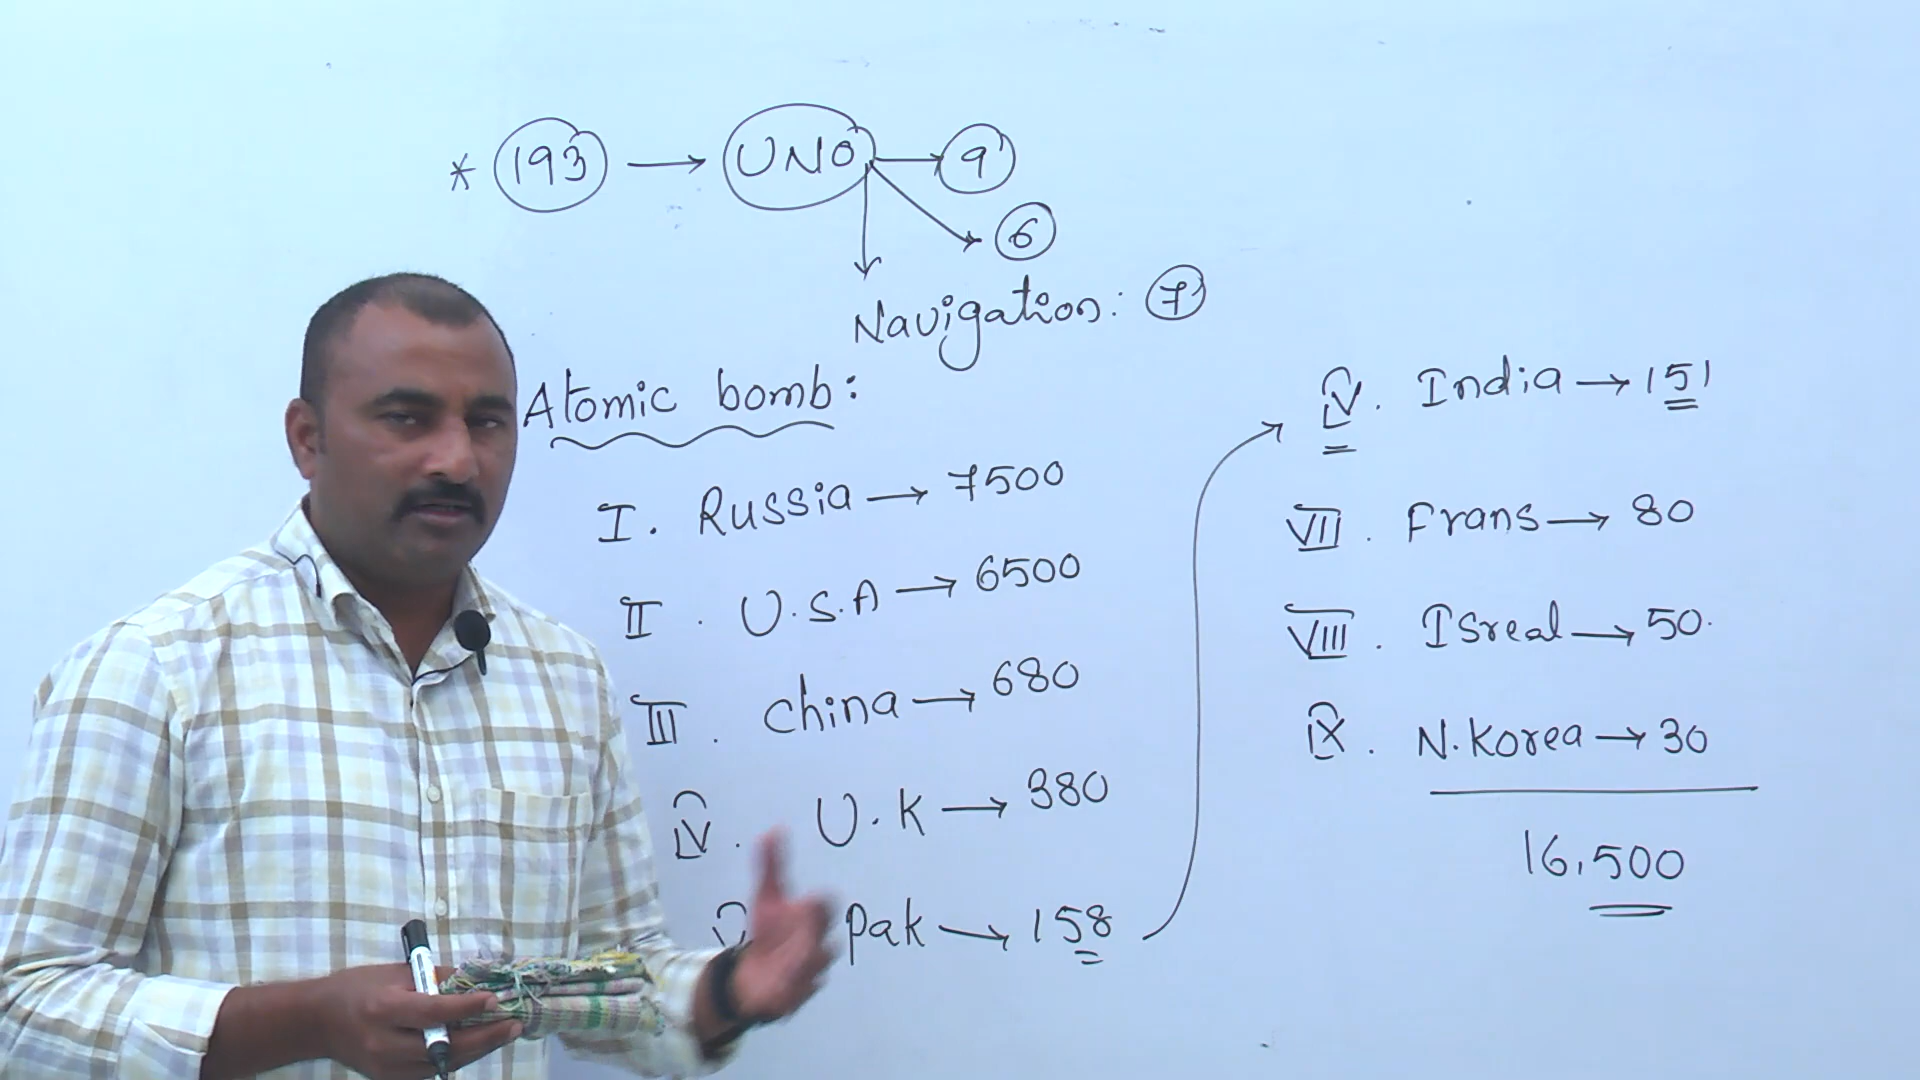 * 193 → UNO → 9
→ 6
Navigation: 7
Atomic bomb:
I. Russia → 7500
II. U.S.A → 6500
III. China → 680
IV. U.K → 380
Pak → 158
IV. India → 151
VII. Frans → 80
VIII. ISreal → 50.
IX. N.Korea → 30
16,500